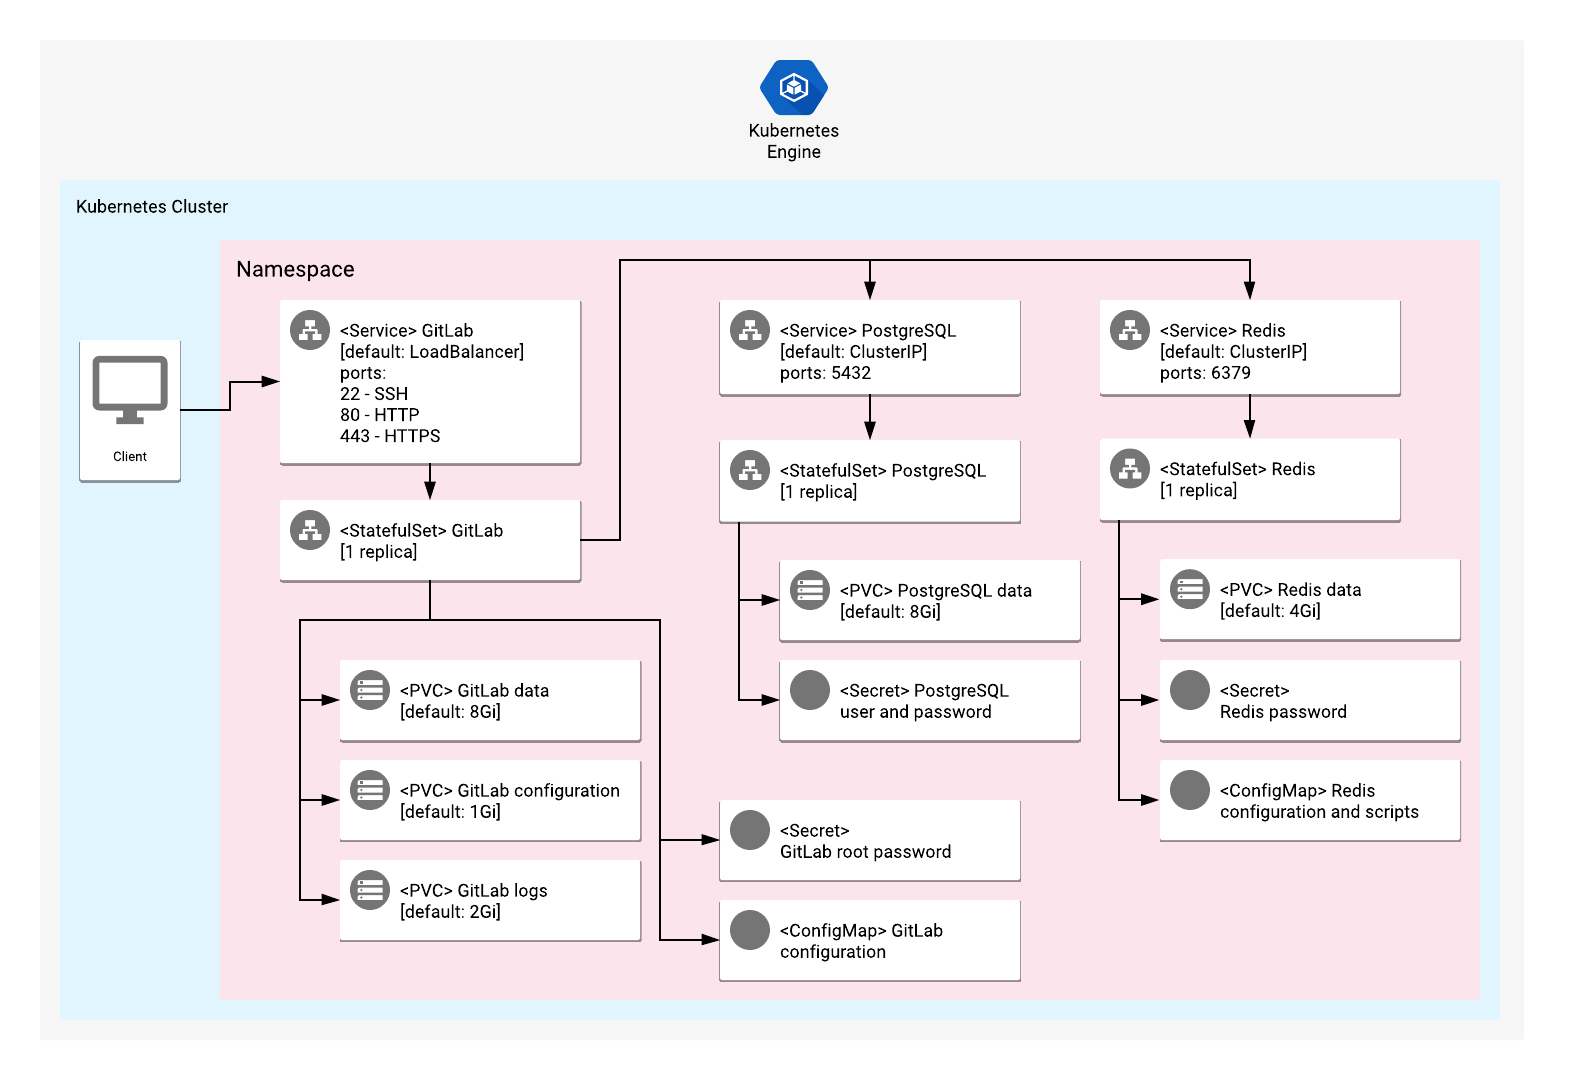 Kubernetes
Engine
Kubernetes Cluster
Namespace
Client
<Service> GitLab
[default: LoadBalancer]
ports:
22 - SSH
80 - HTTP
443 - HTTPS
<StatefulSet> GitLab
[1 replica]
<PVC> GitLab data
[default: 8Gi]
<PVC> GitLab configuration
[default: 1Gi]
<PVC> GitLab logs
[default: 2Gi]
<Service> PostgreSQL
[default: ClusterIP]
ports: 5432
<StatefulSet> PostgreSQL
[1 replica]
<PVC> PostgreSQL data
[default: 8Gi]
<Secret> PostgreSQL
user and password
<Secret>
GitLab root password
<ConfigMap> GitLab
configuration
<Service> Redis
[default: ClusterIP]
ports: 6379
<StatefulSet> Redis
[1 replica]
<PVC> Redis data
[default: 4Gi]
<Secret>
Redis password
<ConfigMap> Redis
configuration and scripts